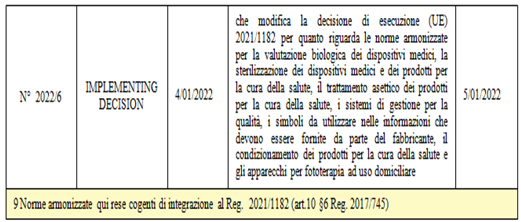 che modifica la decisione di esecuzione (UE)
2021/1182 per quanto riguarda le norme armonizzate
per la valutazione biologica dei dispositivi medici, la
sterilizzazione dei dispositivi medici e dei prodotti per
la cura della salute, il trattamento asettico dei prodotti
per la cura della salute, i sistemi di gestione per la
qualità, i simboli da utilizzare nelle informazioni che
devono essere fornite da parte del fabbricante, il
condizionamento dei prodotti per la cura della salute e
gli apparecchi per fototerapia ad uso domiciliare
N° 2022/6
IMPLEMENTING
DECISION
4/01/2022
5/01/2022
9 Norme armonizzate qui rese cogenti di integrazione al Reg. 2021/1182 (art.10 §6 Reg. 2017/745)